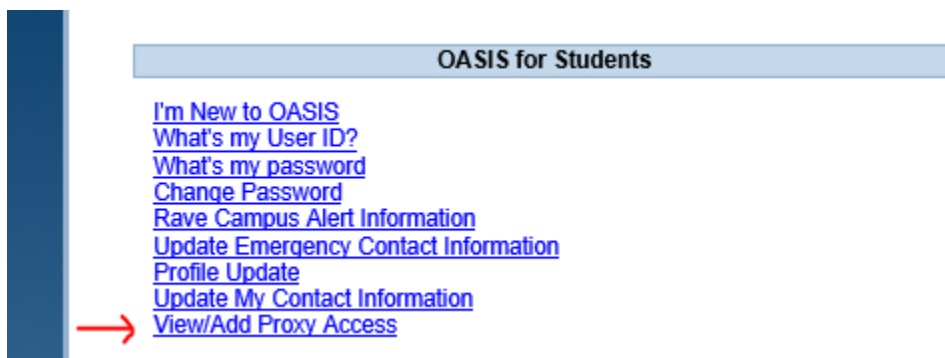 OASIS for Students
I'm New to OASIS
What's my User ID?
What's my password
Change Password
Rave Campus Alert Information
Update Emergency Contact Information
Profile Update
Update My Contact Information
View/Add Proxy Access